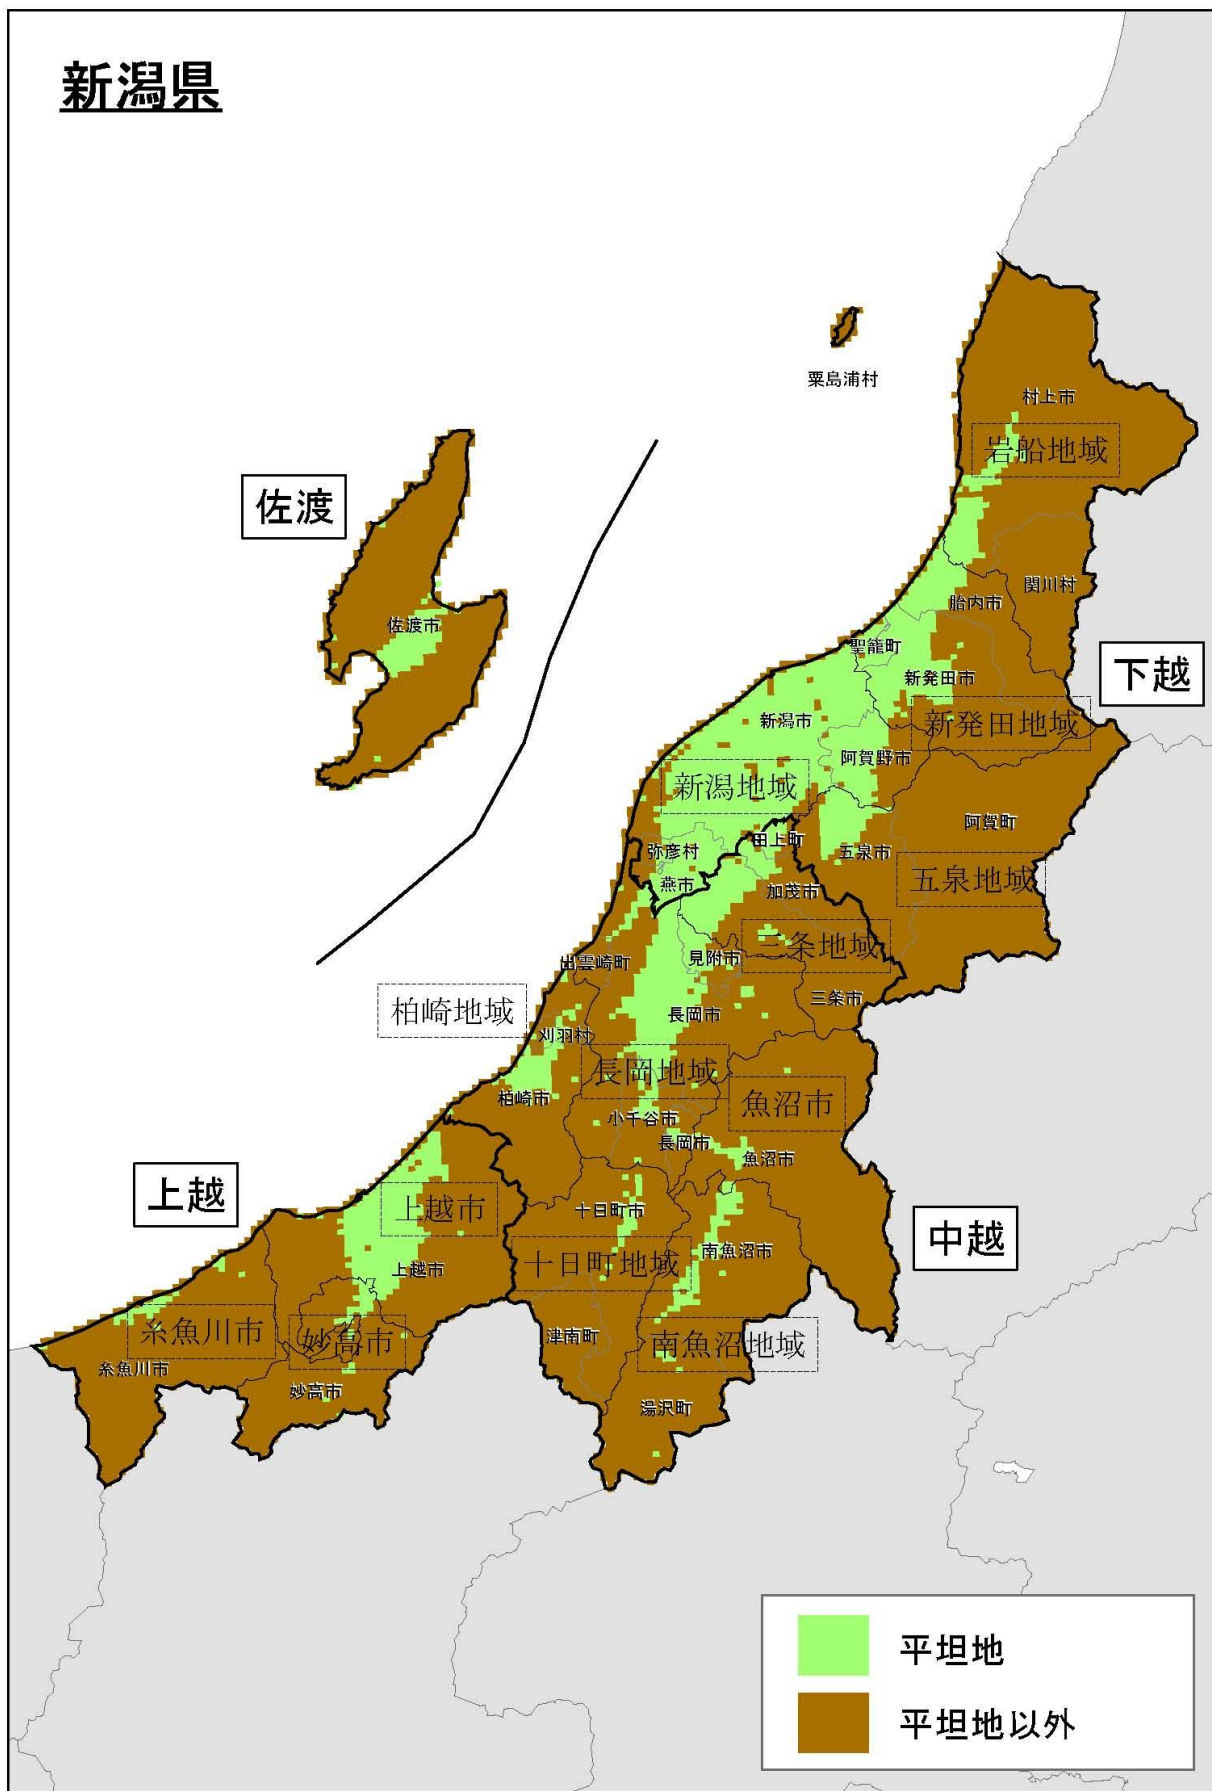 新潟県
粟島浦村
村上市
岩船地域
佐渡
関川村
胎内市
佐渡市
聖籠町
下越
新発田市
新発田地域
新潟市
阿賀野市
新潟地域
阿賀町
田上町
弥彦村
五泉市
五泉地域
燕市
加茂市
三条地域
見附市
出雲崎町
三条市
柏崎地域
長岡市
刈羽村
長岡地域
柏崎市
魚沼市
小千谷市
長岡市
魚沼市
上越
上越市
十日町市
中越
南魚沼市
十日町地域
上越市
糸魚川市
妙高市
津南町
南魚沼地域
糸魚川市
妙高市
湯沢町
平坦地
平坦地以外